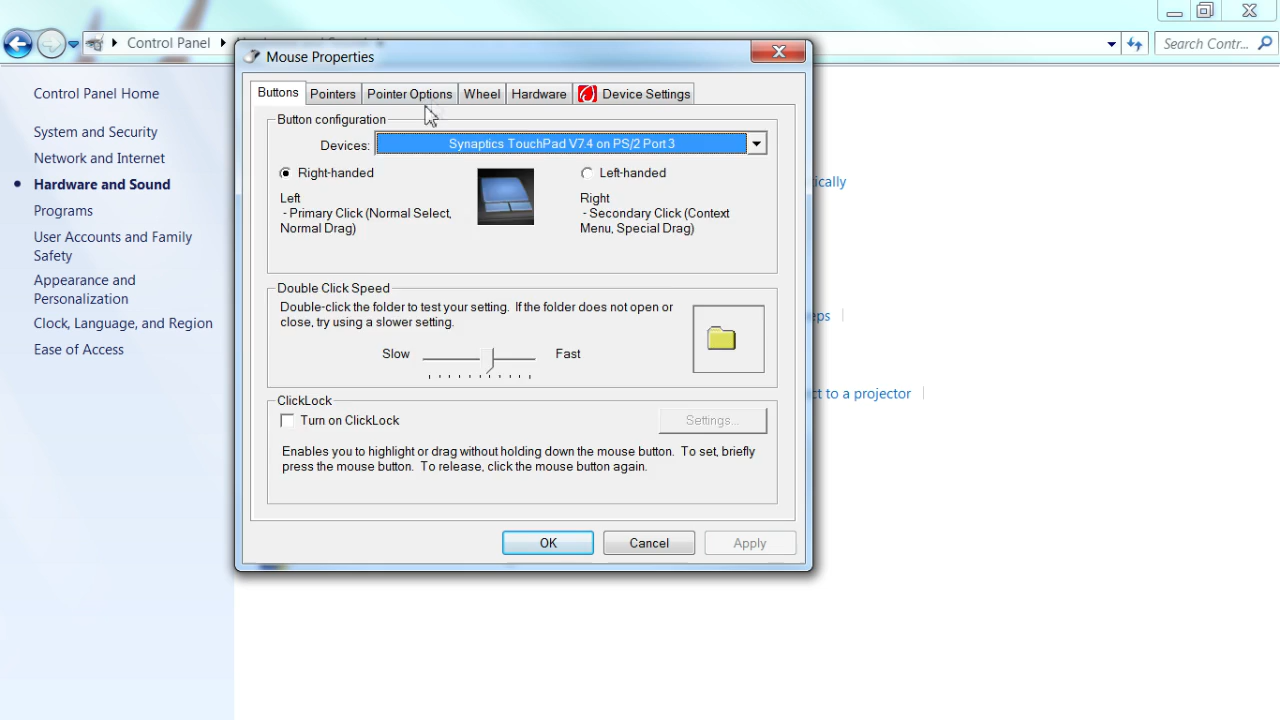 Control Panel
Search Contr...
Control Panel Home
System and Security
Network and Internet
Hardware and Sound
Programs
User Accounts and Family
Safety
Appearance and
Personalization
Clock, Language, and Region
Ease of Access
Mouse Properties
Buttons
Pointers
Pointer Options
Wheel
Hardware
Device Settings
Button configuration
Devices:
Synaptics TouchPad V7.4 on PS/2 Port 3
Right-handed
Left-handed
Left
- Primary Click (Normal Select,
Normal Drag)
Right
- Secondary Click (Context
Menu, Special Drag)
Double Click Speed
Double-click the folder to test your setting. If the folder does not open or
close, try using a slower setting.
Slow
Fast
ClickLock
Turn on ClickLock
Settings...
Enables you to highlight or drag without holding down the mouse button. To set, briefly
press the mouse button. To release, click the mouse button again.
OK
Cancel
Apply
ct to a projector